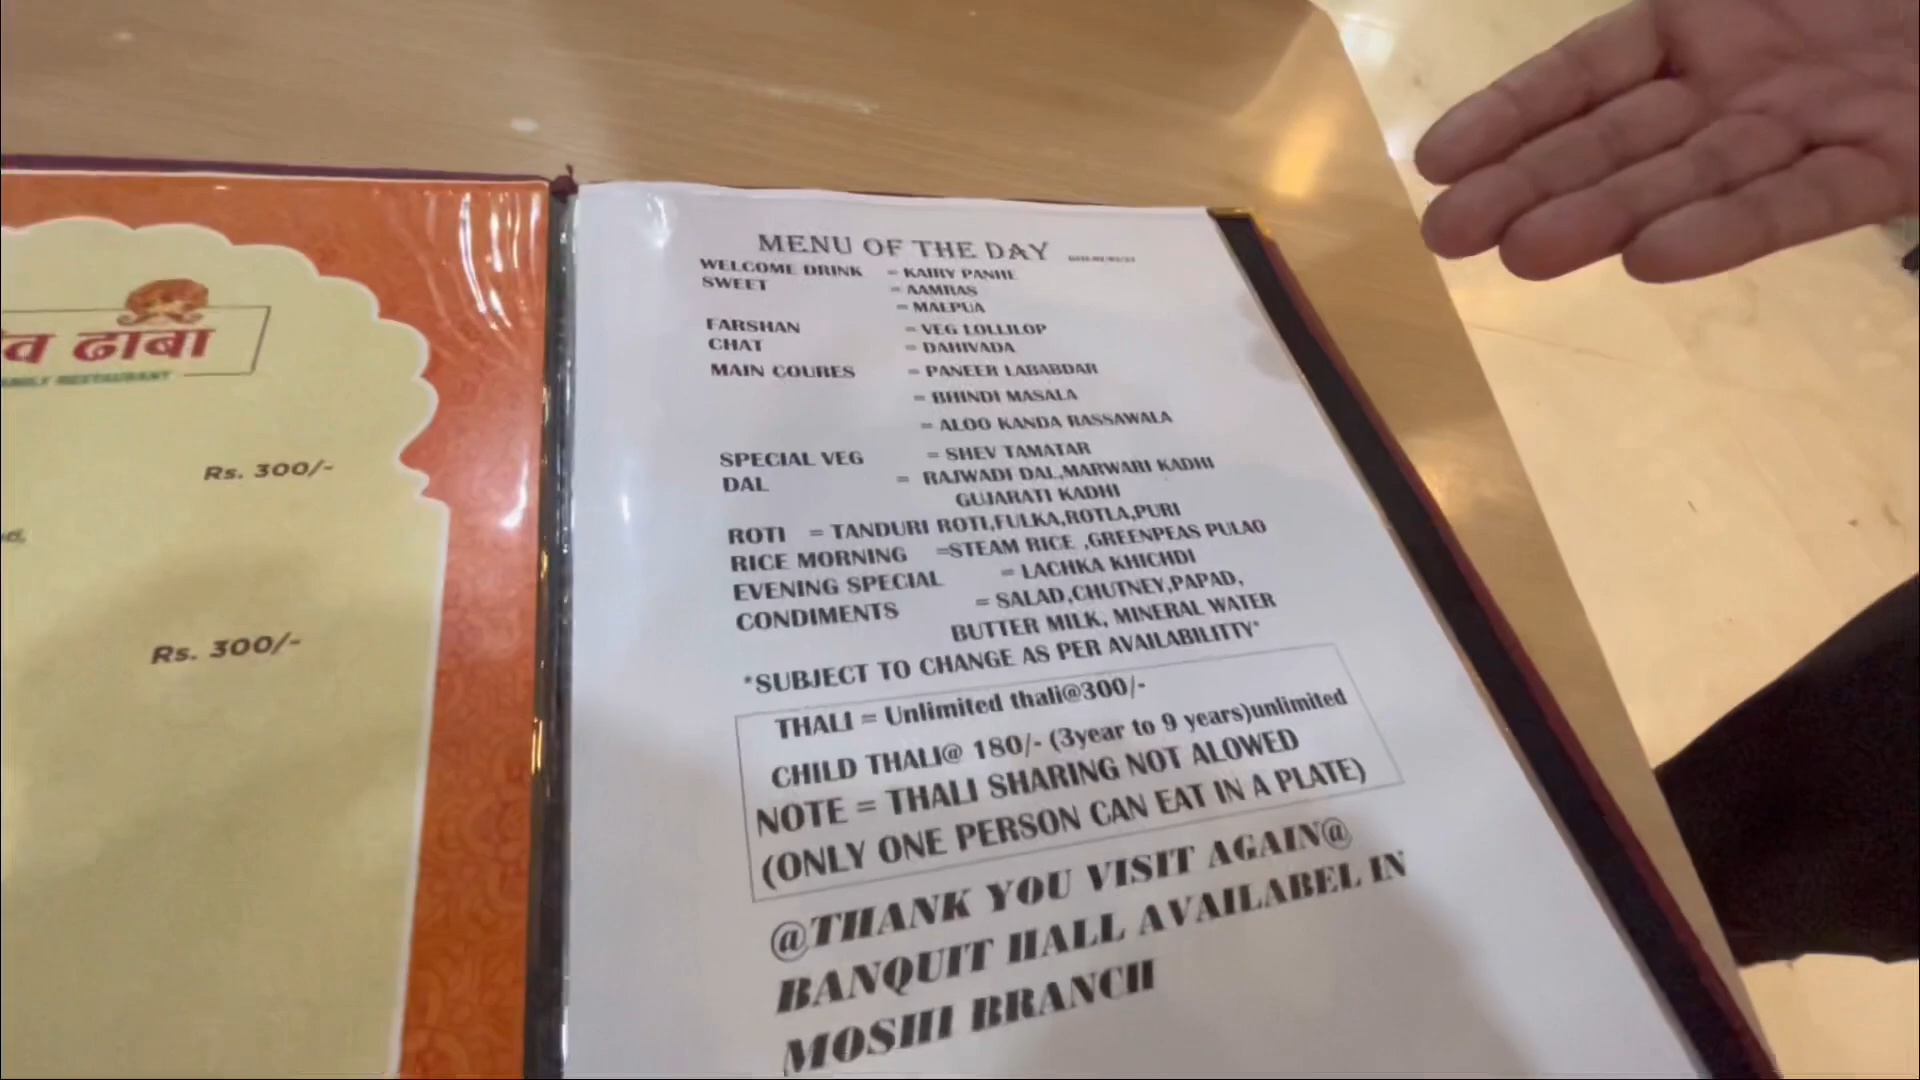 ढाबा
FAMILY RESTAURANT
Rs. 300/-
Rs. 300/-
MENU OF THE DAY
WELCOME DRINK = KAIRY PANHE
SWEET = AAMRAS
= MALPUA
FARSHAN = VEG LOLLILOP
CHAT = DAHIVADA
MAIN COURES = PANEER LABABDAR
= BHINDI MASALA
= ALOO KANDA RASSAWALA
SPECIAL VEG = SHEV TAMATAR
DAL = RAJWADI DAL,MARWARI KADHI
GUJARATI KADHI
ROTI = TANDURI ROTI,FULKA,ROTLA,PURI
RICE MORNING =STEAM RICE ,GREENPEAS PULAO
EVENING SPECIAL = LACHKA KHICHDI
CONDIMENTS = SALAD,CHUTNEY,PAPAD,
BUTTER MILK, MINERAL WATER
*SUBJECT TO CHANGE AS PER AVAILABILITTY*
THALI = Unlimited thali@300/-
CHILD THALI@ 180/- (3year to 9 years)unlimited
NOTE = THALI SHARING NOT ALOWED
(ONLY ONE PERSON CAN EAT IN A PLATE)
@THANK YOU VISIT AGAIN@
BANQUIT HALL AVAILABEL IN
MOSHI BRANCH